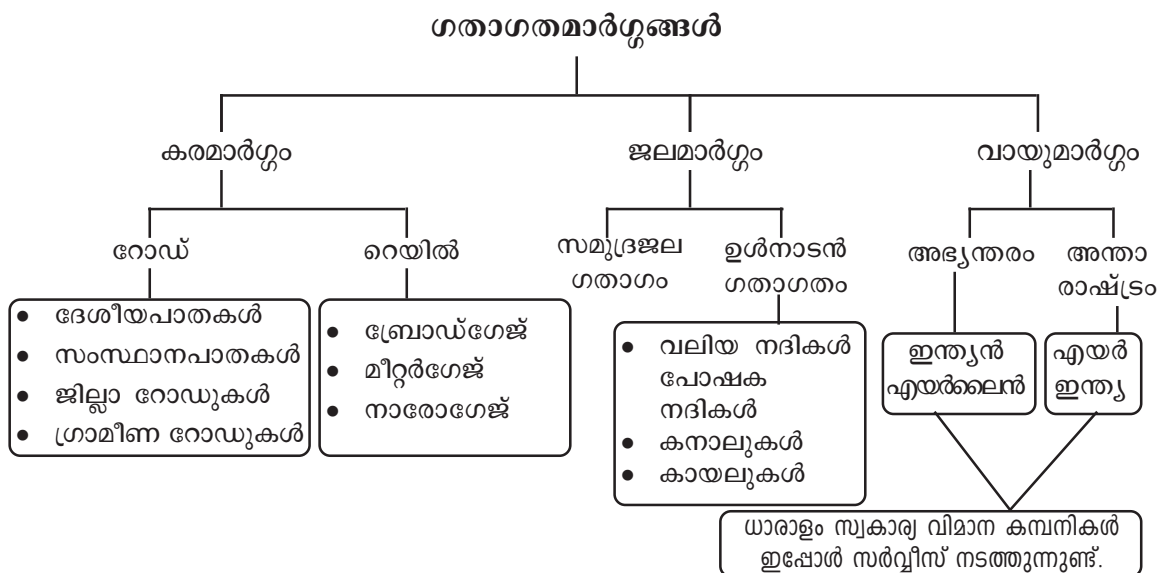 ഗതാഗതമാർഗ്ഗങ്ങൾ
കരമാർഗ്ഗം
ജലമാർഗ്ഗം
വായുമാർഗ്ഗം
റോഡ്
റെയിൽ
സമുദ്രജല
ഗതാഗം
ഉൾനാടൻ
ഗതാഗതം
അഭ്യന്തരം
അന്താ
രാഷ്ട്രം
• ദേശീയപാതകൾ
• സംസ്ഥാനപാതകൾ
• ജില്ലാ റോഡുകൾ
• ഗ്രാമീണ റോഡുകൾ
• ബ്രോഡ്ഗേജ്
• മീറ്റർഗേജ്
• നാരോഗേജ്
• വലിയ നദികൾ
പോഷക
നദികൾ
• കനാലുകൾ
• കായലുകൾ
ഇന്ത്യൻ
എയർലൈൻ
എയർ
ഇന്ത്യ
ധാരാളം സ്വകാര്യ വിമാന കമ്പനികൾ
ഇപ്പോൾ സർവ്വീസ് നടത്തുന്നുണ്ട്.